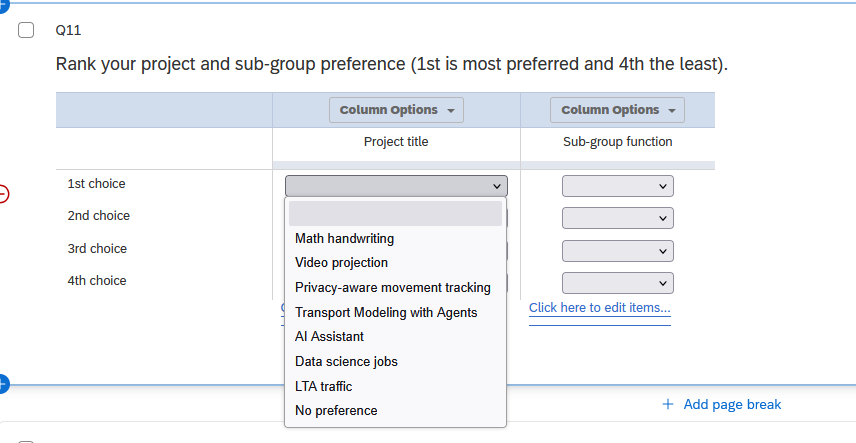 Q11
Rank your project and sub-group preference (1st is most preferred and 4th the least).
Column Options
Column Options
Project title
Sub-group function
1st choice
2nd choice
3rd choice
4th choice
Math handwriting
Video projection
Privacy-aware movement tracking
Transport Modeling with Agents
AI Assistant
Data science jobs
LTA traffic
No preference
Click here to edit items...
Add page break